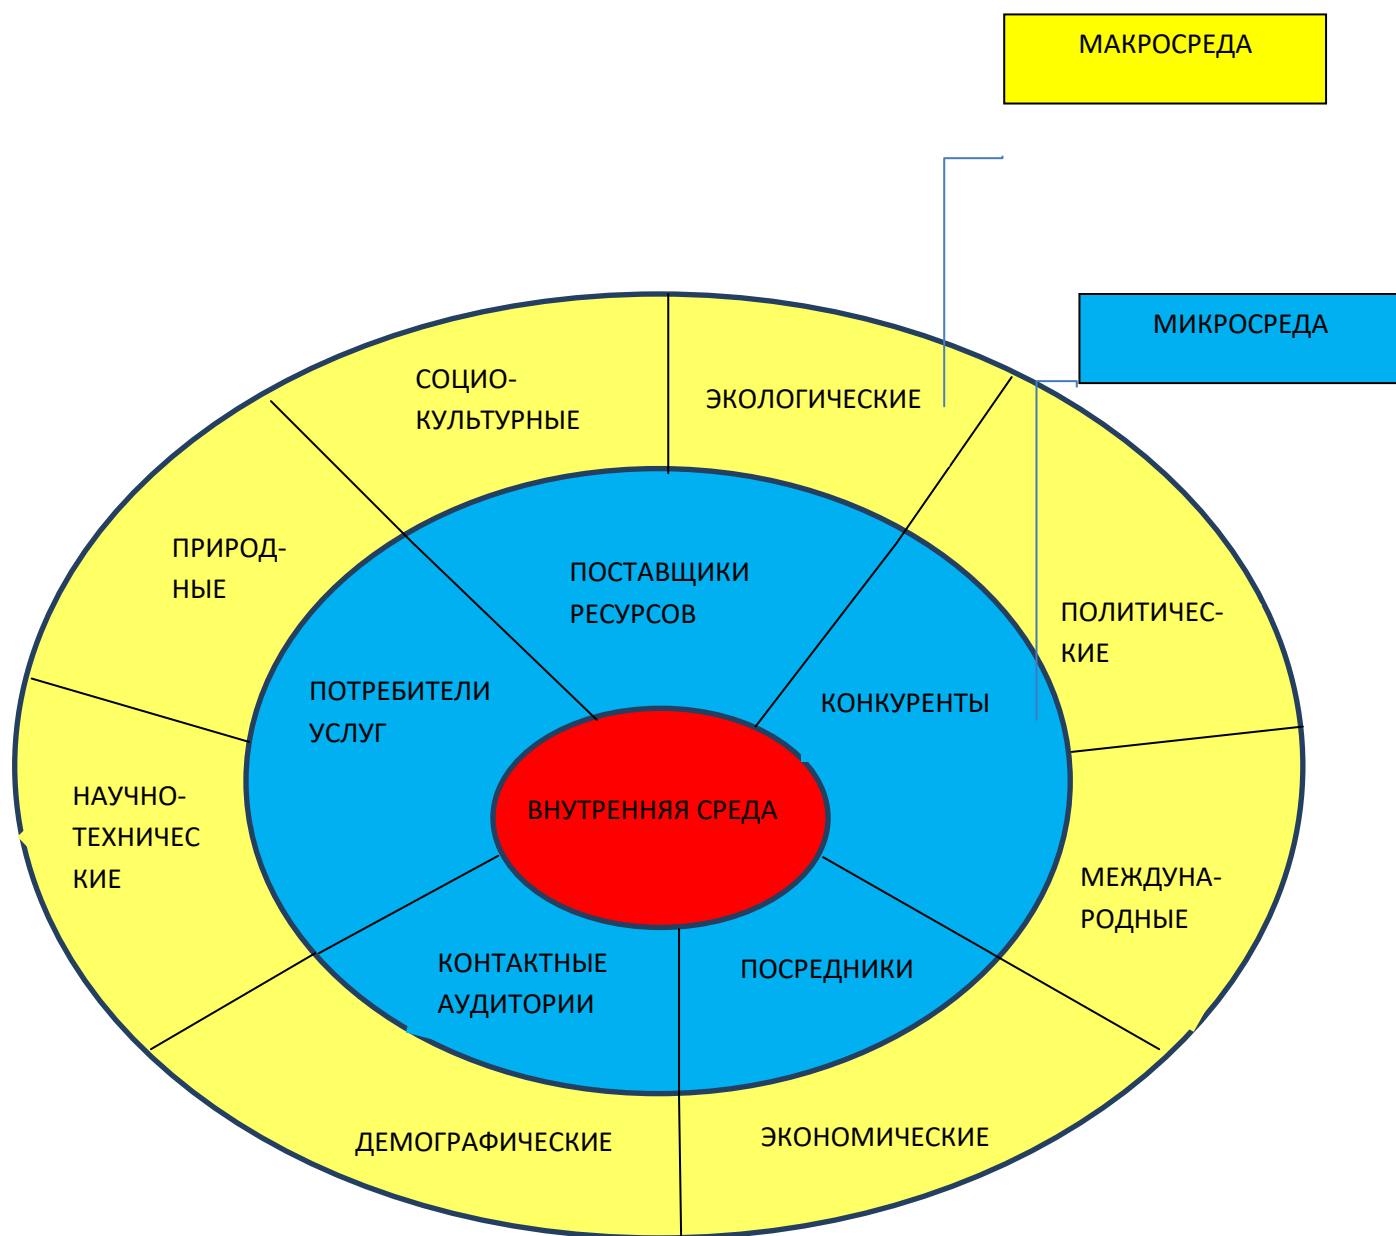 МАКРОСРЕДА
МИКРОСРЕДА
СОЦИО-
КУЛЬТУРНЫЕ
ЭКОЛОГИЧЕСКИЕ
ПРИРОД-
НЫЕ
ПОСТАВЩИКИ
РЕСУРСОВ
ПОЛИТИЧЕС-
КИЕ
ПОТРЕБИТЕЛИ
УСЛУГ
КОНКУРЕНТЫ
НАУЧНО-
ТЕХНИЧЕС
КИЕ
ВНУТРЕННЯЯ СРЕДА
МЕЖДУНА-
РОДНЫЕ
КОНТАКТНЫЕ
АУДИТОРИИ
ПОСРЕДНИКИ
ДЕМОГРАФИЧЕСКИЕ
ЭКОНОМИЧЕСКИЕ